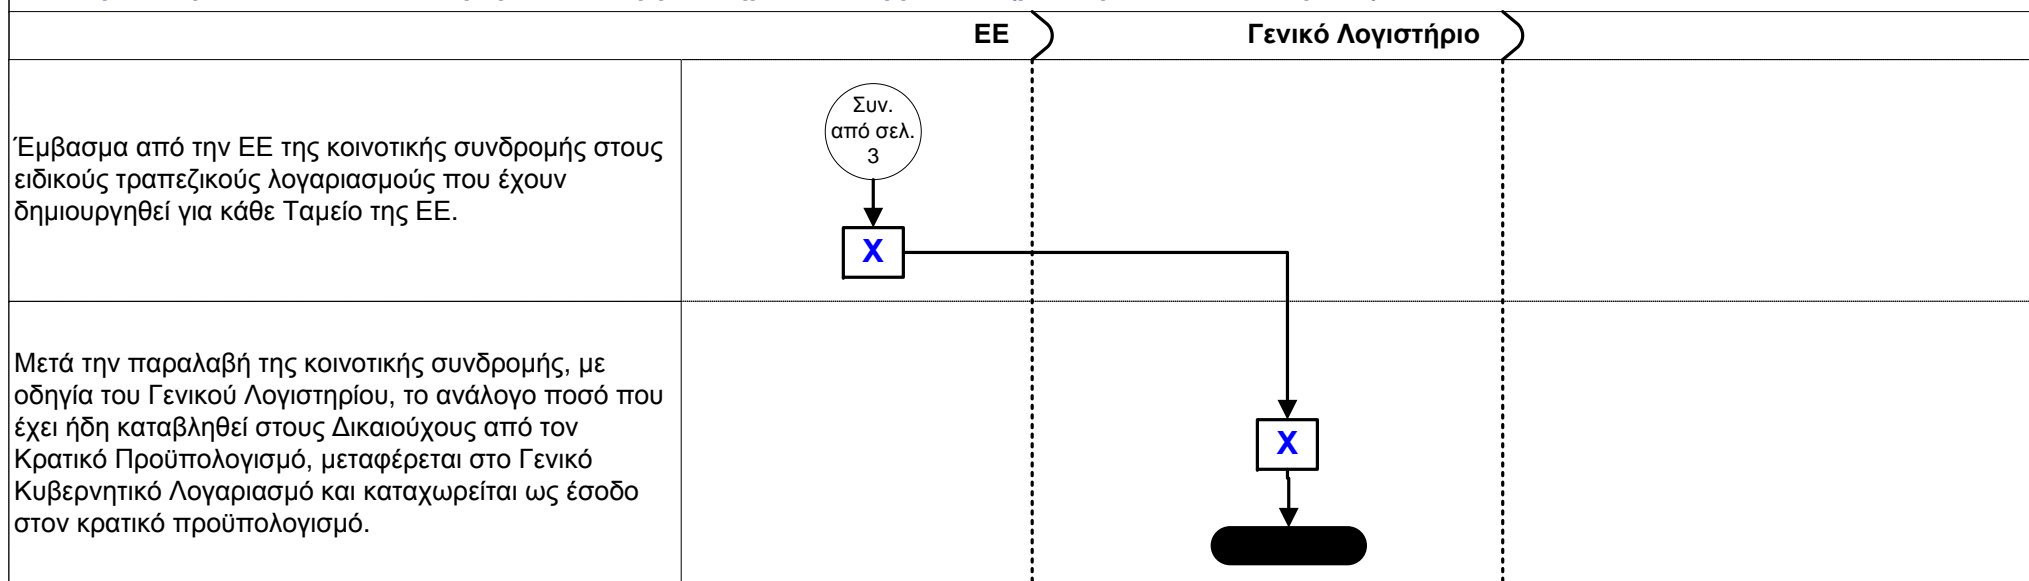 ΕΕ
Γενικό Λογιστήριο
Έμβασμα από την ΕΕ της κοινοτικής συνδρομής στους
ειδικούς τραπεζικούς λογαριασμούς που έχουν
δημιουργηθεί για κάθε Ταμείο της ΕΕ.
Συν.
από σελ.
3
X
Μετά την παραλαβή της κοινοτικής συνδρομής, με
οδηγία του Γενικού Λογιστηρίου, το ανάλογο ποσό που
έχει ήδη καταβληθεί στους Δικαιούχους από τον
Κρατικό Προϋπολογισμό, μεταφέρεται στο Γενικό
Κυβερνητικό Λογαριασμό και καταχωρείται ως έσοδο
στον κρατικό προϋπολογισμό.
X